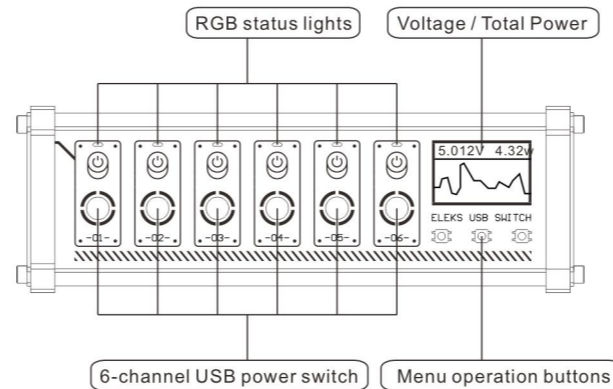 RGB status lights
Voltage / Total Power
5.012V 4.32w
ELEKS USB SWITCH
-01- -02- -03- -04- -05- -06-
6-channel USB power switch
Menu operation buttons